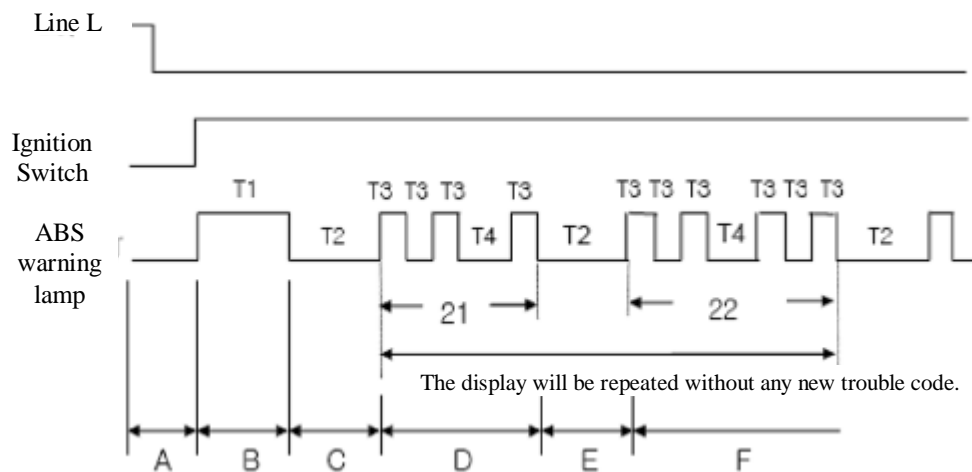 Line L
Ignition
Switch
T1
T3 T3 T3 T3 T3 T3 T3 T3 T3 T3
ABS
warning
lamp
T2 T4 T2 T4 T2
21 22
The display will be repeated without any new trouble code.
A B C D E F